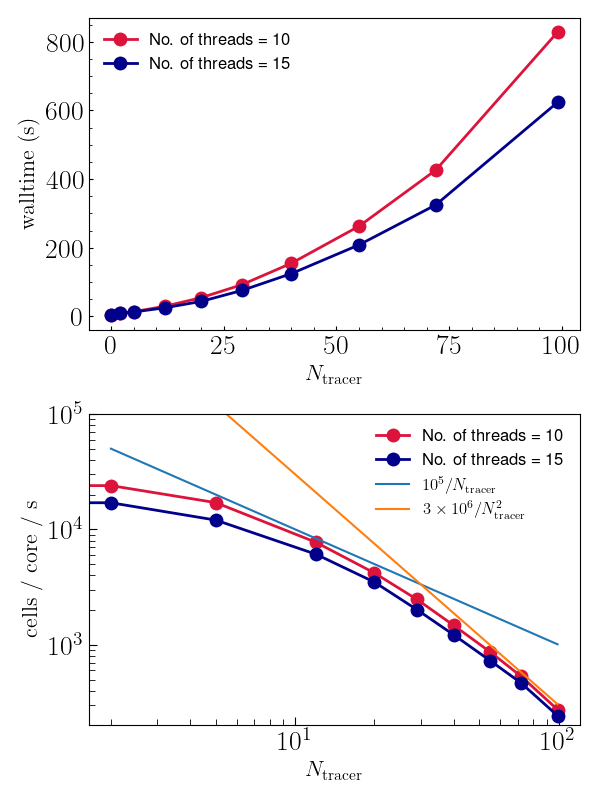 800
600
400
200
0
walltime (s)
No. of threads = 10
No. of threads = 15
0 25 50 75 100
N_tracer
10^5
10^4
10^3
cells / core / s
No. of threads = 10
No. of threads = 15
10^5/N_tracer
3 × 10^6/N_tracer^2
10^1 10^2
N_tracer